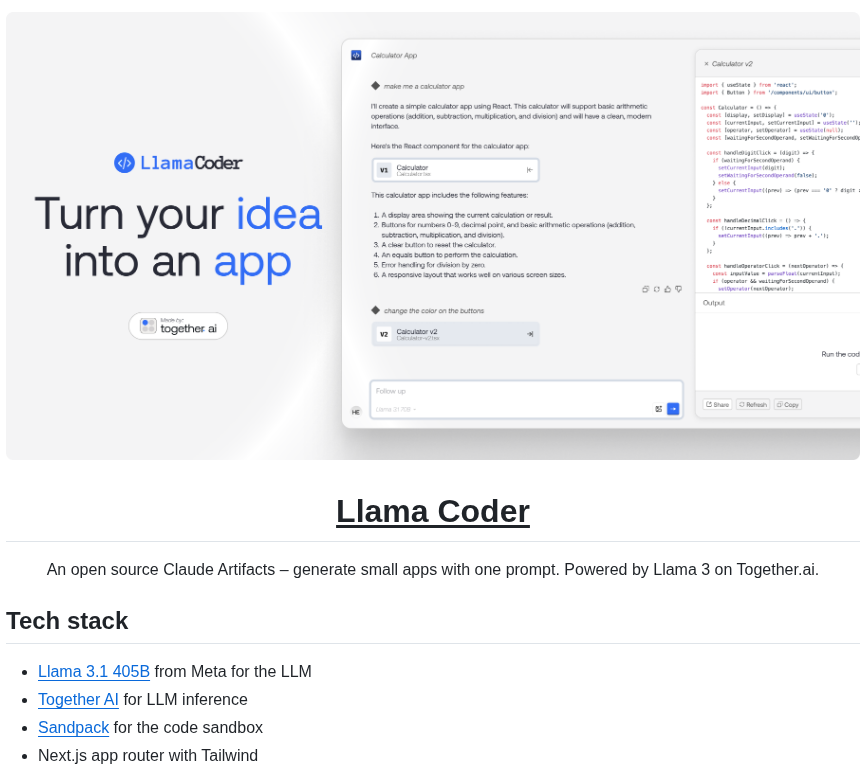 LlamaCoder
Turn your idea
into an app
Made by:
together ai
Calculator App
make me a calculator app
I'll create a simple calculator app using React. This calculator will support basic arithmetic
operations (addition, subtraction, multiplication, and division) and will have a clean, modern
interface.
Here's the React component for the calculator app:
V1 Calculator
Calculator.tsx
This calculator app includes the following features:
1. A display area showing the current calculation or result.
2. Buttons for numbers 0-9, decimal point, and basic arithmetic operations (addition,
subtraction, multiplication, and division).
3. A clear button to reset the calculator.
4. An equals button to perform the calculation.
5. Error handling for division by zero.
6. A responsive layout that works well on various screen sizes.
change the color on the buttons
V2 Calculator v2
Calculator-v2.tsx
Follow up
HE
× Calculator v2
import { useState } from 'react';
import { Button } from '/components/ui/button';
const Calculator = () => {
const [display, setDisplay] = useState('0');
const [currentInput, setCurrentInput] = useState('');
const [operator, setOperator] = useState(null);
const [waitingForSecondOperand, setWaitingForSecondOperand
const handleDigitClick = (digit) => {
if (waitingForSecondOperand) {
setCurrentInput(digit);
setWaitingForSecondOperand(false);
} else {
setCurrentInput((prev) => (prev === '0' ? digit
}
};
const handleDecimalClick = () => {
if (!currentInput.includes('.')) {
setCurrentInput((prev) => prev + '.');
}
};
const handleOperatorClick = (nextOperator) => {
const inputValue = parseFloat(currentInput);
if (operator && waitingForSecondOperand) {
setOperator(nextOperator);
Output
Run the cod
Share Refresh Copy
Llama Coder
An open source Claude Artifacts – generate small apps with one prompt. Powered by Llama 3 on Together.ai.
Tech stack
• Llama 3.1 405B from Meta for the LLM
• Together AI for LLM inference
• Sandpack for the code sandbox
• Next.js app router with Tailwind